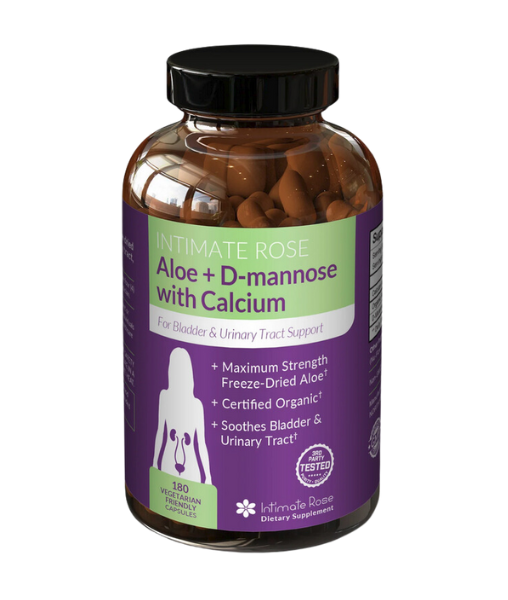 INTIMATE ROSE
Aloe + D-mannose
with Calcium
For Bladder & Urinary Tract Support
+ Maximum Strength
Freeze-Dried Aloe†
+ Certified Organic†
+ Soothes Bladder &
Urinary Tract†
3RD
PARTY
TESTED
180
VEGETARIAN
FRIENDLY
CAPSULES
Intimate Rose
Dietary Supplement